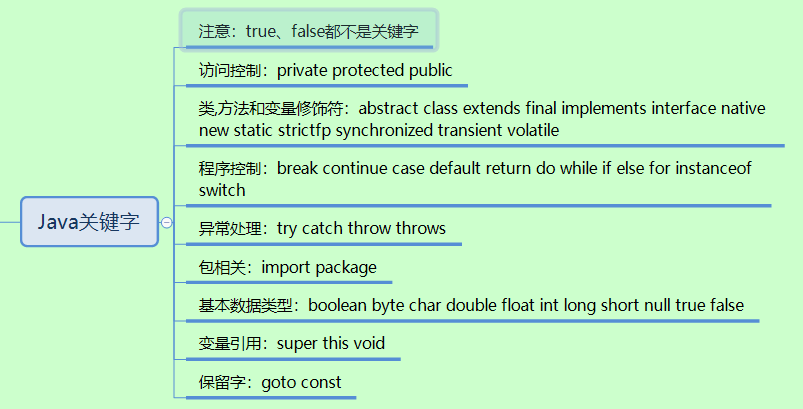 注意：true、false都不是关键字
访问控制：private protected public
类,方法和变量修饰符：abstract class extends final implements interface native
new static strictfp synchronized transient volatile
程序控制：break continue case default return do while if else for instanceof
switch
Java关键字
异常处理：try catch throw throws
包相关：import package
基本数据类型：boolean byte char double float int long short null true false
变量引用：super this void
保留字：goto const